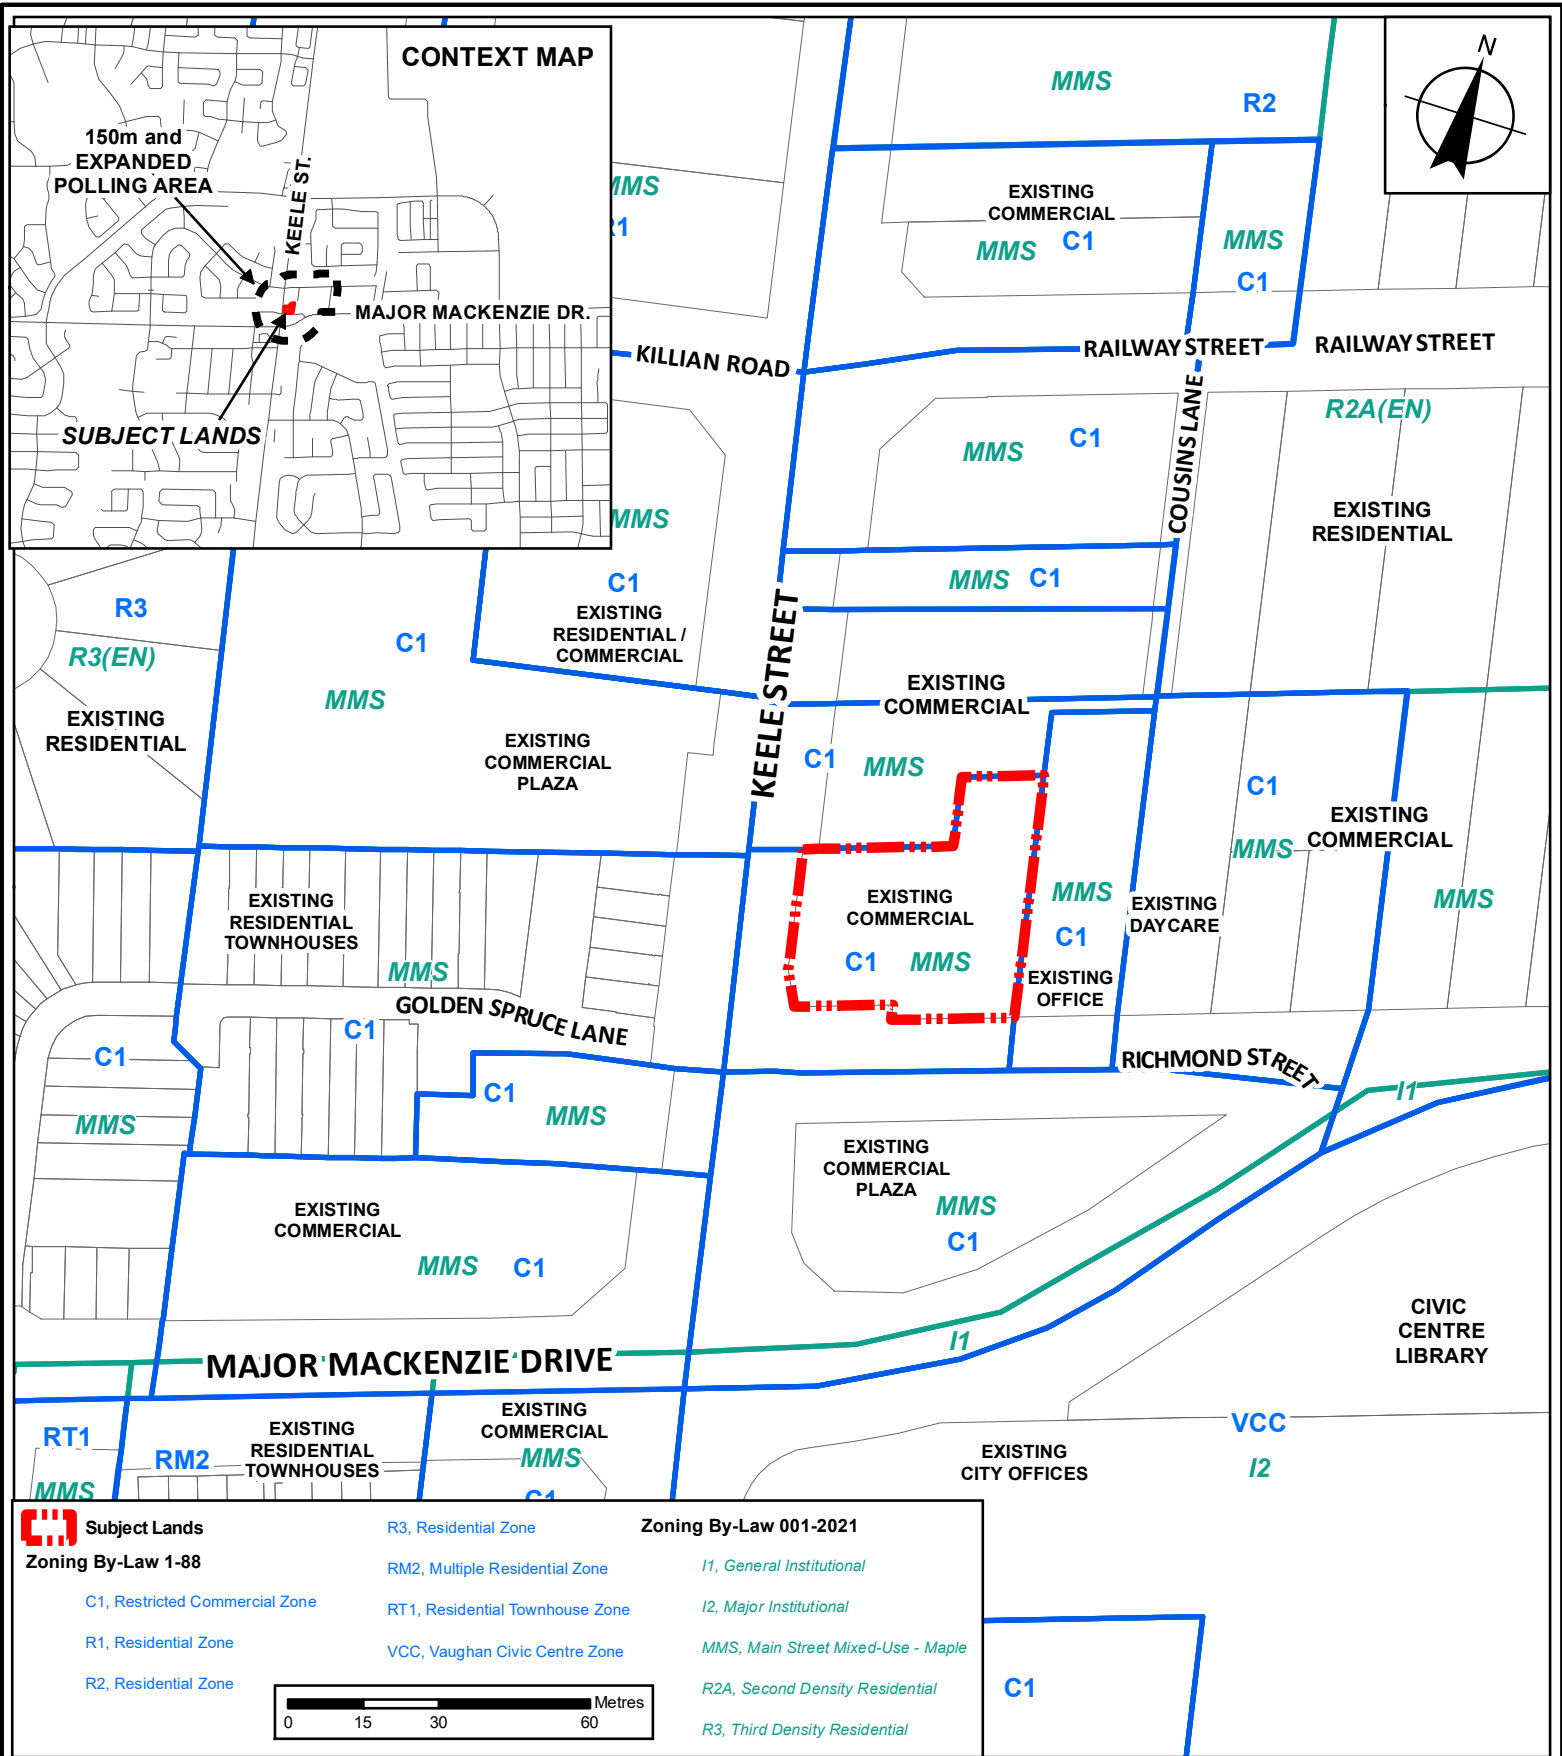 CONTEXT MAP
150m and
EXPANDED
POLLING AREA
KEELE ST.
MAJOR MACKENZIE DR.
SUBJECT LANDS
N
MMS
R2
MMS
R1
EXISTING
COMMERCIAL
MMS
C1
MMS
C1
KILLIAN ROAD
RAILWAY STREET
RAILWAY STREET
COUSINS LANE
R2A(EN)
MMS
C1
EXISTING
RESIDENTIAL
MMS
C1
EXISTING
RESIDENTIAL /
COMMERCIAL
MMS
C1
R3
R3(EN)
EXISTING
RESIDENTIAL
C1
MMS
EXISTING
COMMERCIAL
PLAZA
KEELE STREET
EXISTING
COMMERCIAL
C1
MMS
C1
MMS
EXISTING
COMMERCIAL
MMS
EXISTING
COMMERCIAL
C1
MMS
MMS
C1
EXISTING
OFFICE
EXISTING
DAYCARE
EXISTING
RESIDENTIAL
TOWNHOUSES
MMS
GOLDEN SPRUCE LANE
C1
C1
MMS
C1
MMS
RICHMOND STREET
I1
EXISTING
COMMERCIAL
PLAZA
MMS
C1
EXISTING
COMMERCIAL
MMS
C1
MAJOR MACKENZIE DRIVE
I1
CIVIC
CENTRE
LIBRARY
RT1
MMS
RM2
EXISTING
RESIDENTIAL
TOWNHOUSES
EXISTING
COMMERCIAL
MMS
C1
EXISTING
CITY OFFICES
VCC
I2
C1
Subject Lands
Zoning By-Law 1-88
C1, Restricted Commercial Zone
R1, Residential Zone
R2, Residential Zone
R3, Residential Zone
RM2, Multiple Residential Zone
RT1, Residential Townhouse Zone
VCC, Vaughan Civic Centre Zone
Zoning By-Law 001-2021
I1, General Institutional
I2, Major Institutional
MMS, Main Street Mixed-Use - Maple
R2A, Second Density Residential
R3, Third Density Residential
Metres
0 15 30 60